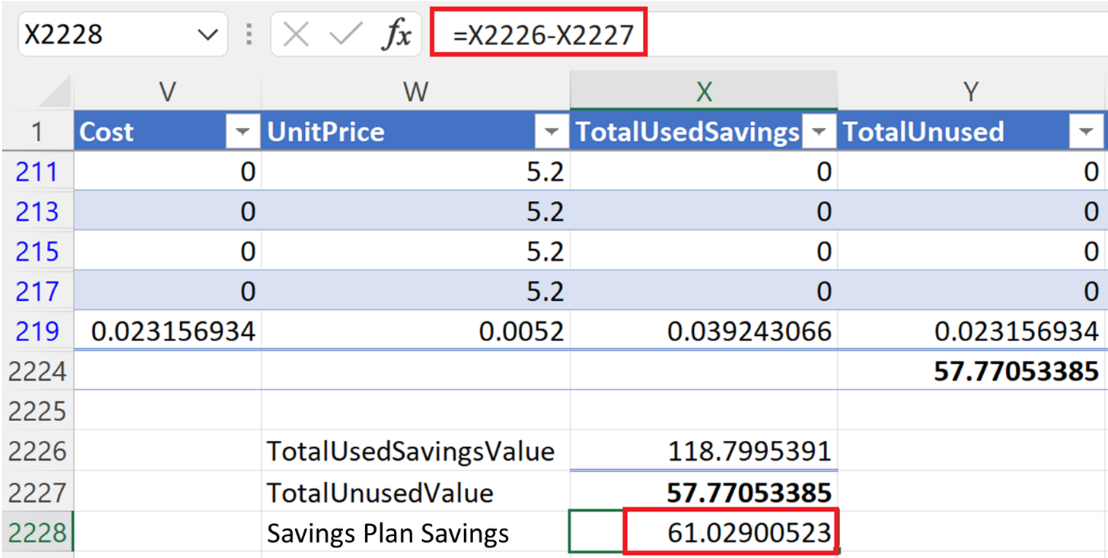 X2228 fx =X2226-X2227
V W X Y
1 Cost UnitPrice TotalUsedSavings TotalUnused
211 0 5.2 0 0
213 0 5.2 0 0
215 0 5.2 0 0
217 0 5.2 0 0
219 0.023156934 0.0052 0.039243066 0.023156934
2224 57.77053385
2225
2226 TotalUsedSavingsValue 118.7995391
2227 TotalUnusedValue 57.77053385
2228 Savings Plan Savings 61.02900523